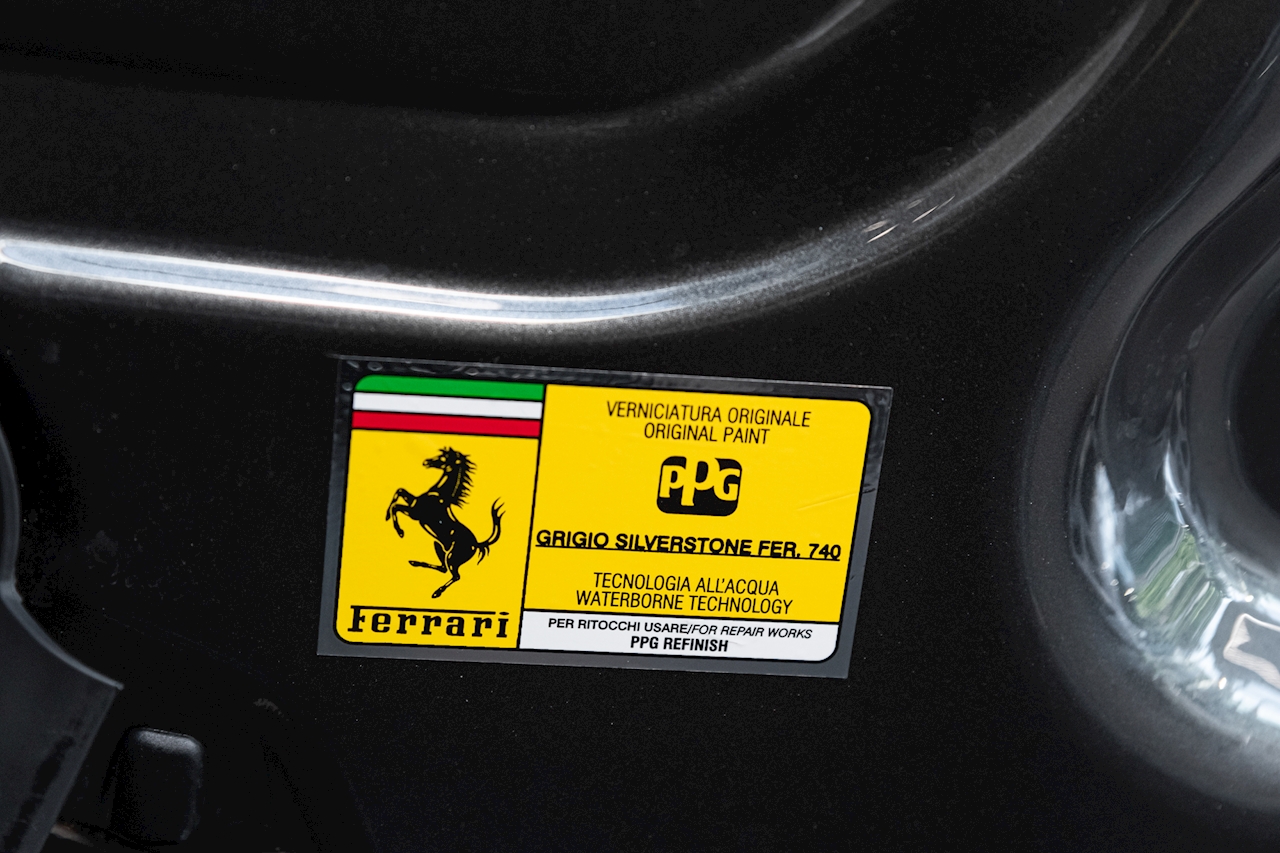 VERNICIATURA ORIGINALE
ORIGINAL PAINT
PPG
GRIGIO SILVERSTONE FER. 740
TECNOLOGIA ALL'ACQUA
WATERBORNE TECHNOLOGY
Ferrari
PER RITOCCHI USARE/FOR REPAIR WORKS
PPG REFINISH